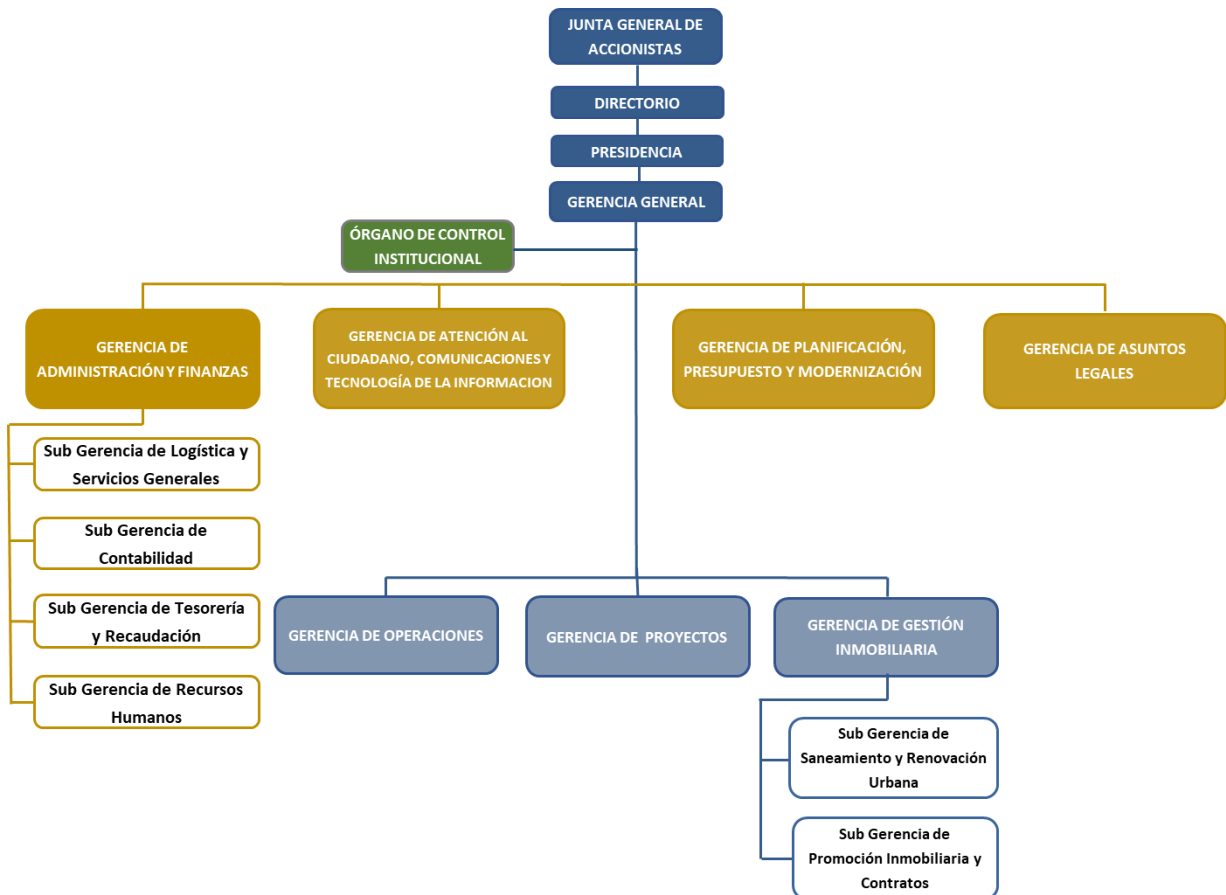 JUNTA GENERAL DE
ACCIONISTAS
DIRECTORIO
PRESIDENCIA
GERENCIA GENERAL
ÓRGANO DE CONTROL
INSTITUCIONAL
GERENCIA DE
ADMINISTRACIÓN Y FINANZAS
GERENCIA DE ATENCIÓN AL
CIUDADANO, COMUNICACIONES Y
TECNOLOGÍA DE LA INFORMACION
GERENCIA DE PLANIFICACIÓN,
PRESUPUESTO Y MODERNIZACIÓN
GERENCIA DE ASUNTOS
LEGALES
Sub Gerencia de Logística y
Servicios Generales
Sub Gerencia de
Contabilidad
Sub Gerencia de Tesorería
y Recaudación
Sub Gerencia de Recursos
Humanos
GERENCIA DE OPERACIONES
GERENCIA DE PROYECTOS
GERENCIA DE GESTIÓN
INMOBILIARIA
Sub Gerencia de
Saneamiento y Renovación
Urbana
Sub Gerencia de
Promoción Inmobiliaria y
Contratos